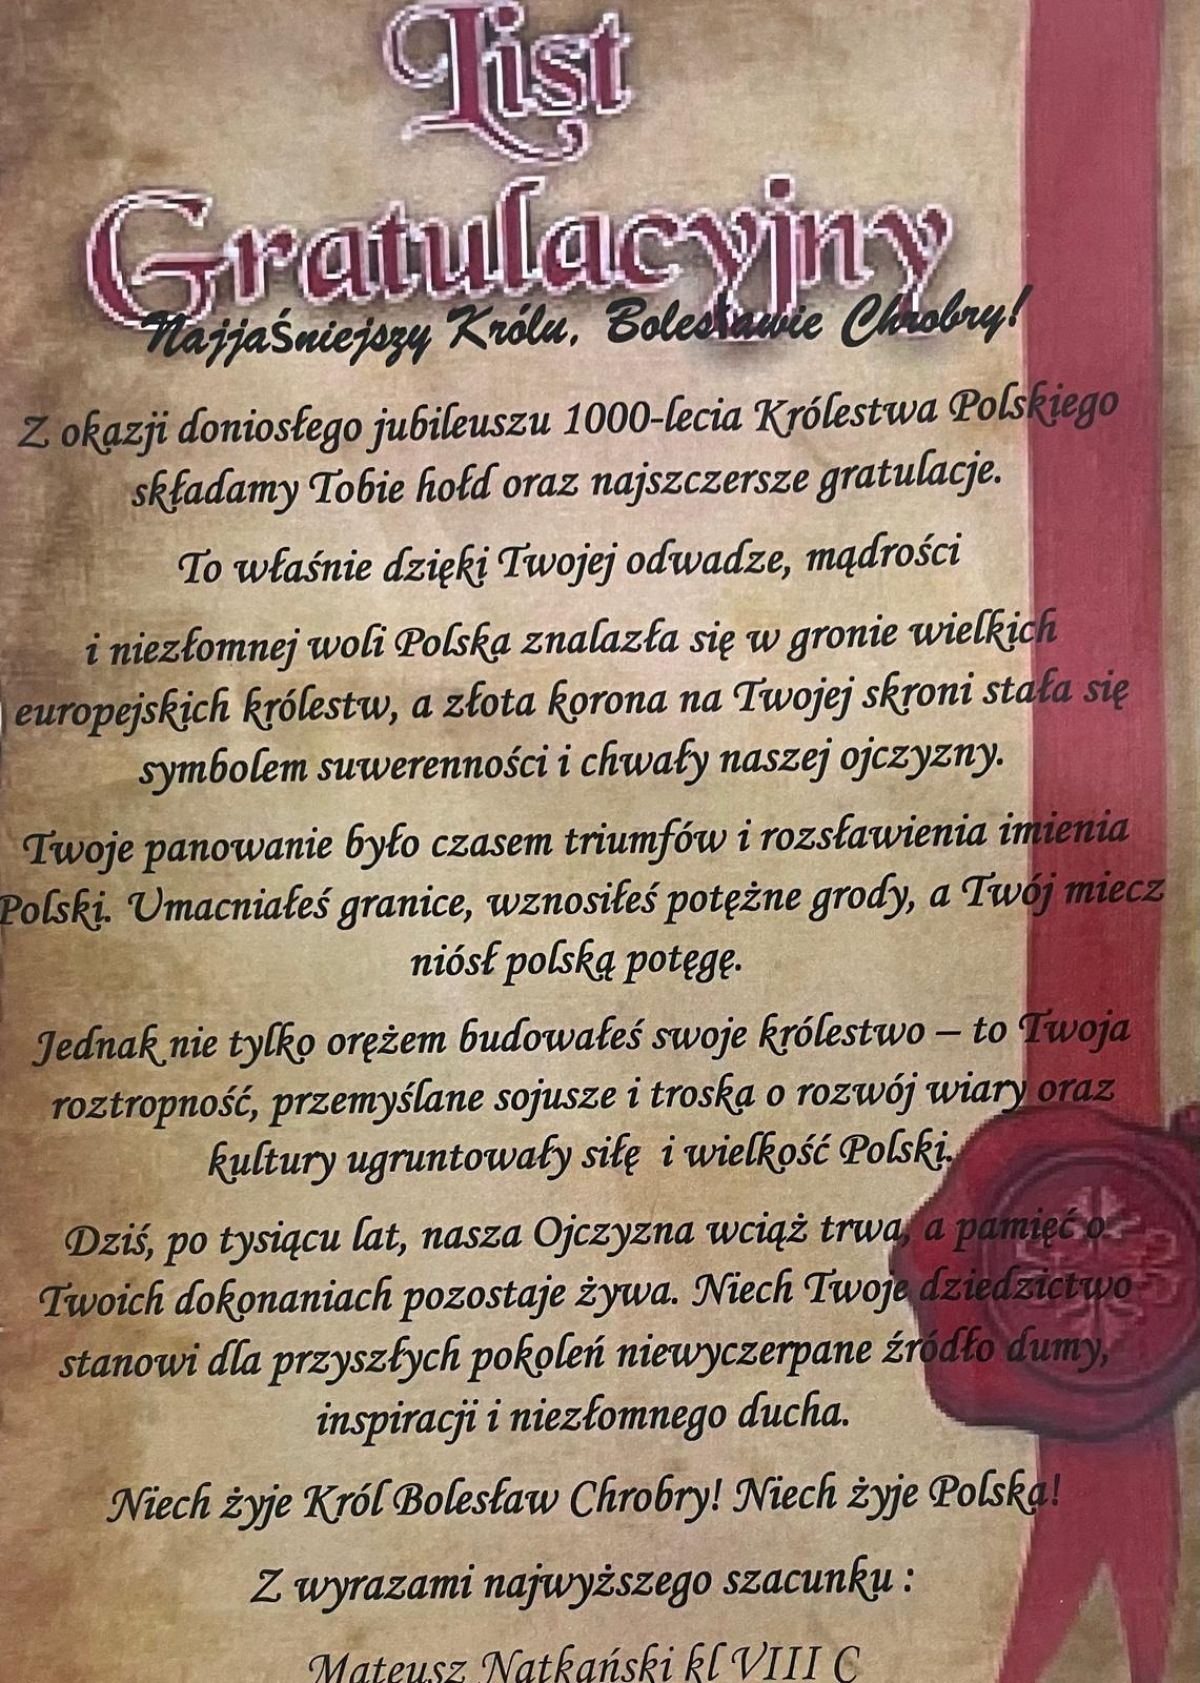 List
Gratulacyjny
Najjaśniejszy Królu, Bolesławie Chrobry!
Z okazji doniosłego jubileuszu 1000-lecia Królestwa Polskiego
składamy Tobie hołd oraz najszczersze gratulacje.
To właśnie dzięki Twojej odwadze, mądrości
i niezłomnej woli Polska znalazła się w gronie wielkich
europejskich królestw, a złota korona na Twojej skroni stała się
symbolem suwerenności i chwały naszej ojczyzny.
Twoje panowanie było czasem triumfów i rozsławienia imienia
Polski. Umacniałeś granice, wznosiłeś potężne grody, a Twój miecz
niósł polską potęgę.
Jednak nie tylko orężem budowałeś swoje królestwo – to Twoja
roztropność, przemyślane sojusze i troska o rozwój wiary oraz
kultury ugruntowały siłę i wielkość Polski.
Dziś, po tysiącu lat, nasza Ojczyzna wciąż trwa, a pamięć o
Twoich dokonaniach pozostaje żywa. Niech Twoje dziedzictwo
stanowi dla przyszłych pokoleń niewyczerpane źródło dumy,
inspiracji i niezłomnego ducha.
Niech żyje Król Bolesław Chrobry! Niech żyje Polska!
Z wyrazami najwyższego szacunku :
Mateusz Natkański kl VIII C